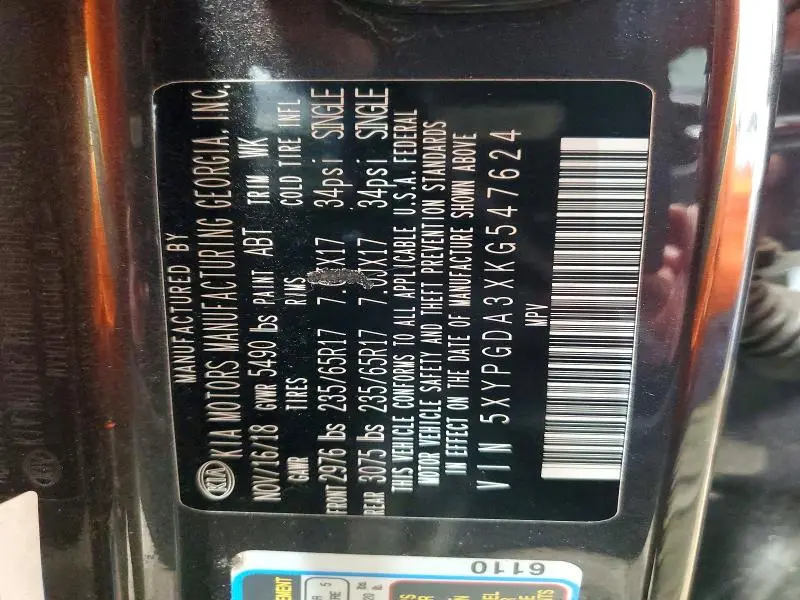 MANUFACTURED BY
KIA KIA MOTORS MANUFACTURING GEORGIA, INC.
NOV/16/18 GVWR 5490 lbs PAINT ABT TRIM WK
GAWR TIRES RIMS COLD TIRE INFL
FRONT 2976 lbs 235/65R17 34psi SINGLE
REAR 3075 lbs 235/65R17 7.0JX17 34psi SINGLE
THIS VEHICLE CONFORMS TO ALL APPLICABLE U.S.A. FEDERAL
MOTOR VEHICLE SAFETY AND THEFT PREVENTION STANDARDS
IN EFFECT ON THE DATE OF MANUFACTURE SHOWN ABOVE
VIN 5XYPGDA3XKG547624
MPV
6110